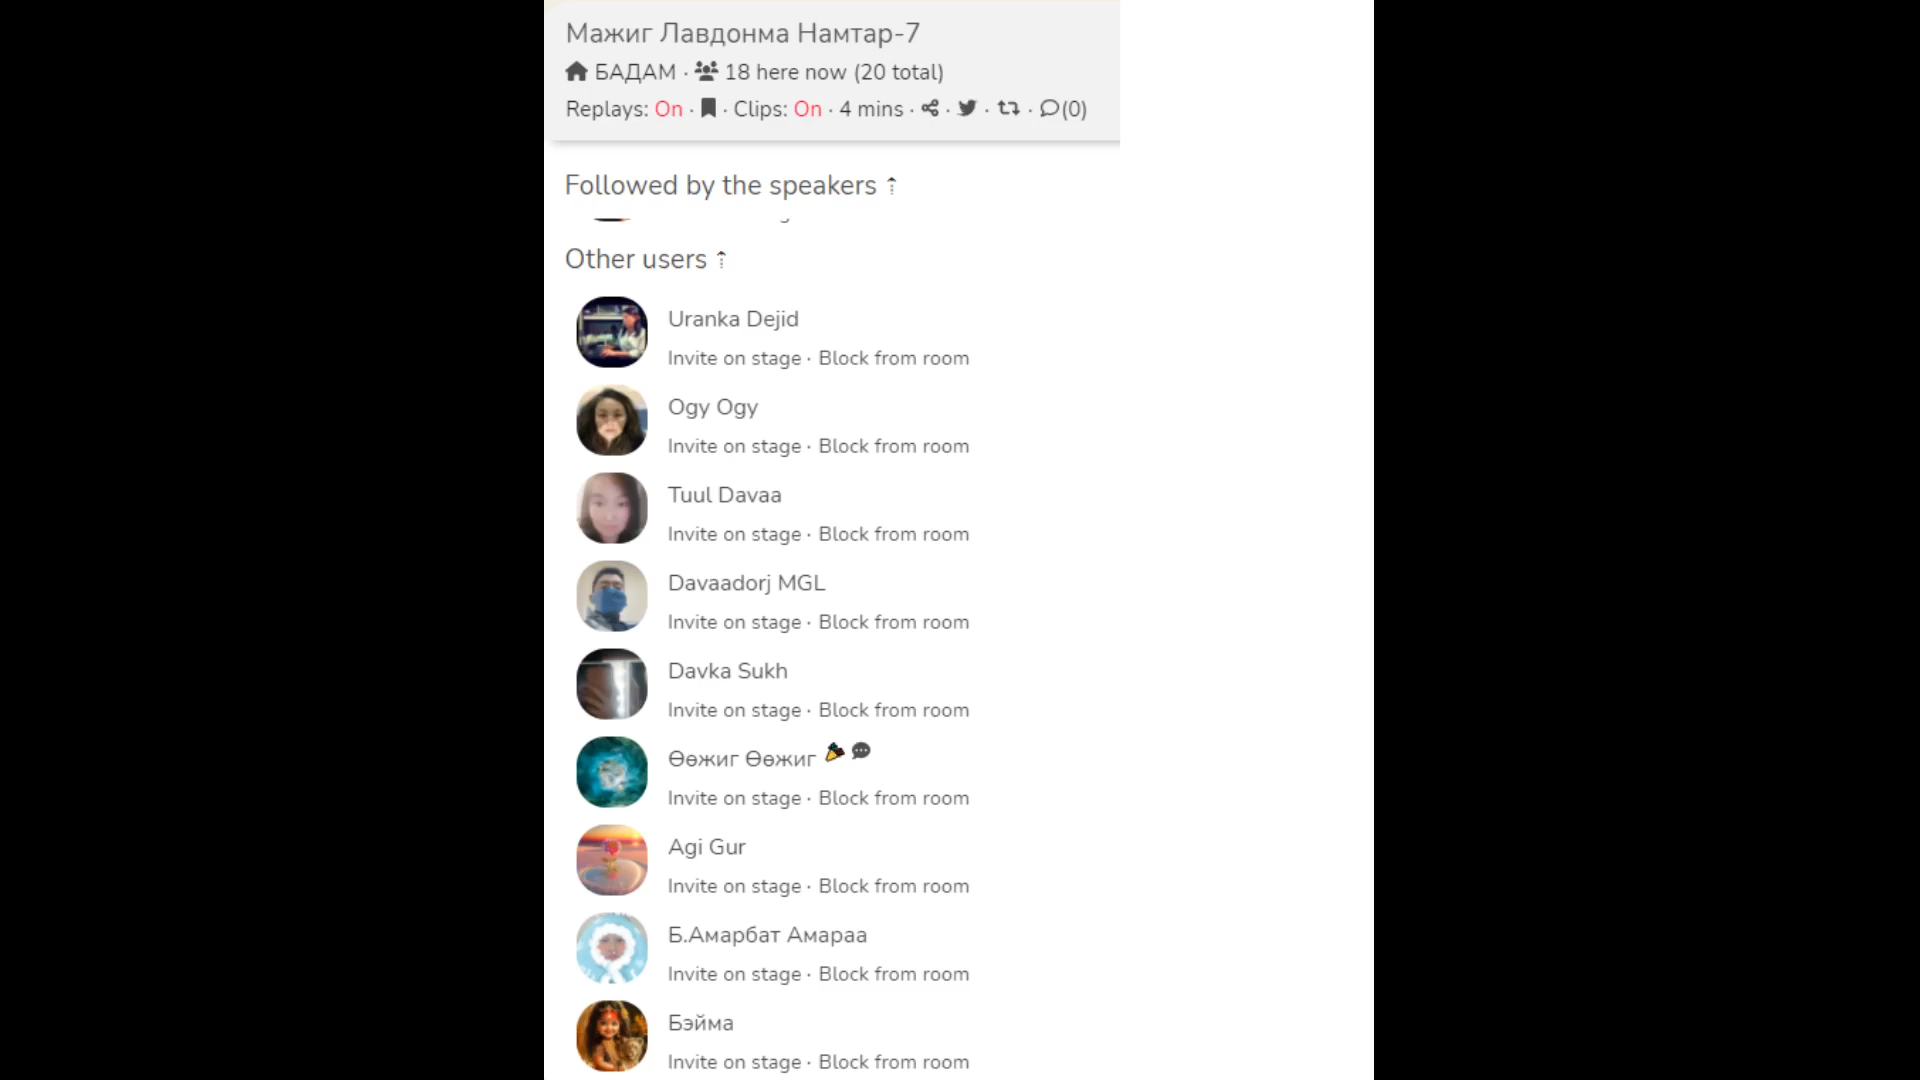 Мажиг Лавдонма Намтар-7
БАДАМ · 18 here now (20 total)
Replays: On · · Clips: On · 4 mins · · · · (0)
Followed by the speakers ⇡
Other users ⇡
Uranka Dejid
Invite on stage · Block from room
Ogy Ogy
Invite on stage · Block from room
Tuul Davaa
Invite on stage · Block from room
Davaadorj MGL
Invite on stage · Block from room
Davka Sukh
Invite on stage · Block from room
Өөжиг Өөжиг
Invite on stage · Block from room
Agi Gur
Invite on stage · Block from room
Б.Амарбат Амараа
Invite on stage · Block from room
Бэйма
Invite on stage · Block from room